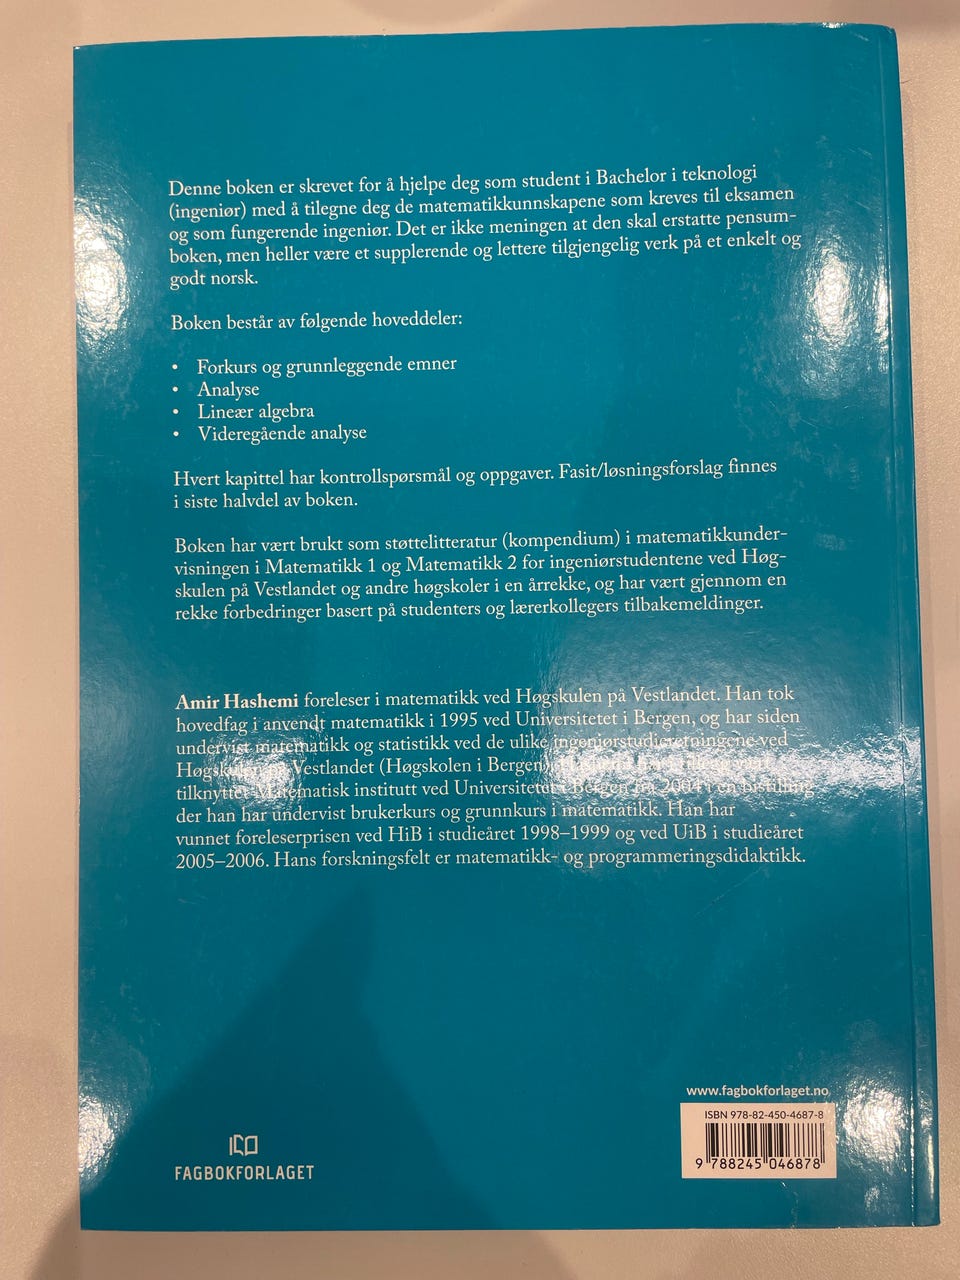 Denne boken er skrevet for å hjelpe deg som student i Bachelor i teknologi
(ingeniør) med å tilegne deg de matematikkunnskapene som kreves til eksamen
og som fungerende ingeniør. Det er ikke meningen at den skal erstatte pensum-
boken, men heller være et supplerende og lettere tilgjengelig verk på et enkelt og
godt norsk.
Boken består av følgende hoveddeler:
• Forkurs og grunnleggende emner
• Analyse
• Lineær algebra
• Videregående analyse
Hvert kapittel har kontrollspørsmål og oppgaver. Fasit/løsningsforslag finnes
i siste halvdel av boken.
Boken har vært brukt som støttelitteratur (kompendium) i matematikkunder-
visningen i Matematikk 1 og Matematikk 2 for ingeniørstudentene ved Høg-
skulen på Vestlandet og andre høgskoler i en årrekke, og har vært gjennom en
rekke forbedringer basert på studenters og lærerkollegers tilbakemeldinger.
Amir Hashemi foreleser i matematikk ved Høgskulen på Vestlandet. Han tok
hovedfag i anvendt matematikk i 1995 ved Universitetet i Bergen, og har siden
undervist matematikk og statistikk ved de ulike ingeniørstudieretningene ved
Høgskulen på Vestlandet (Høgskolen i Bergen). Hashemi har i tillegg vært
tilknyttet Matematisk institutt ved Universitetet i Bergen fra 2004 i en bistilling
der han har undervist brukerkurs og grunnkurs i matematikk. Han har
vunnet foreleserprisen ved HiB i studieåret 1998–1999 og ved UiB i studieåret
2005–2006. Hans forskningsfelt er matematikk- og programmeringsdidaktikk.
www.fagbokforlaget.no
ISBN 978-82-450-4687-8
9 788245 046878
FAGBOKFORLAGET